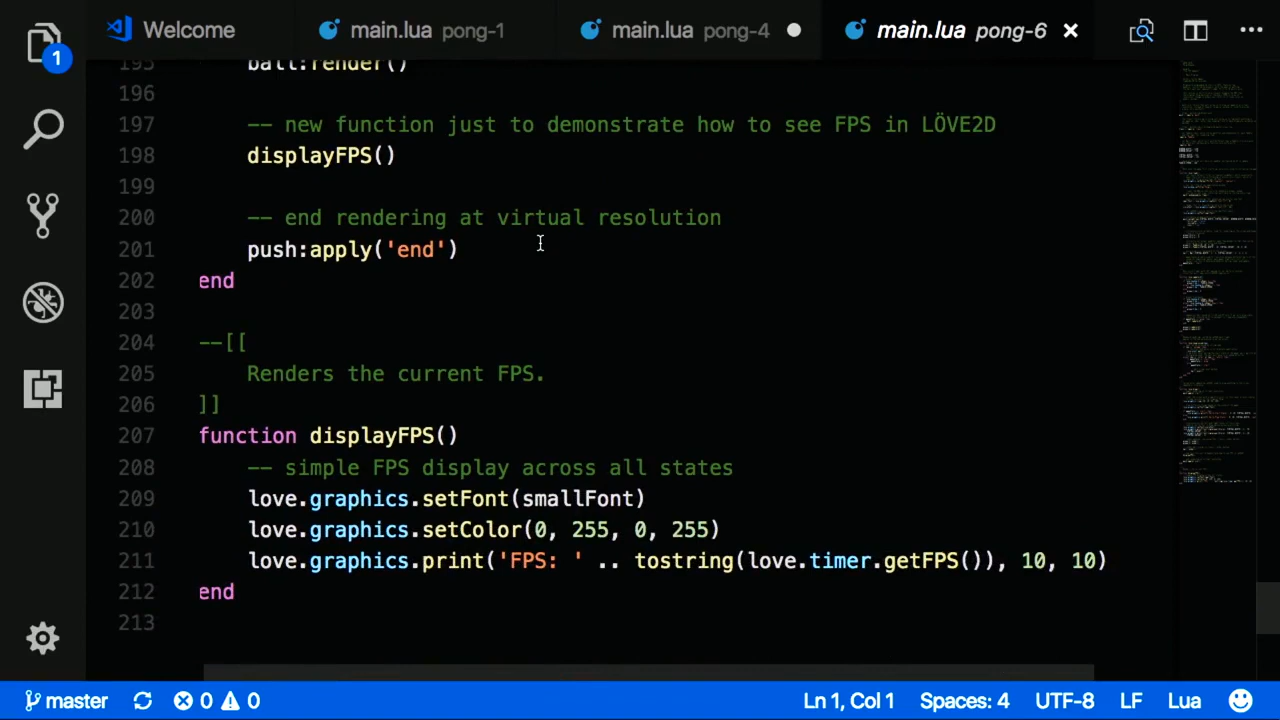 Welcome
main.lua pong-1
main.lua pong-4
main.lua pong-6
1
195 ball:render()
196
197 -- new function just to demonstrate how to see FPS in LÖVE2D
198 displayFPS()
199
200 -- end rendering at virtual resolution
201 push:apply('end')
202 end
203
204 --[[
205 Renders the current FPS.
206 ]]
207 function displayFPS()
208 -- simple FPS display across all states
209 love.graphics.setFont(smallFont)
210 love.graphics.setColor(0, 255, 0, 255)
211 love.graphics.print('FPS: ' .. tostring(love.timer.getFPS()), 10, 10)
212 end
213
master 0 0 Ln 1, Col 1 Spaces: 4 UTF-8 LF Lua